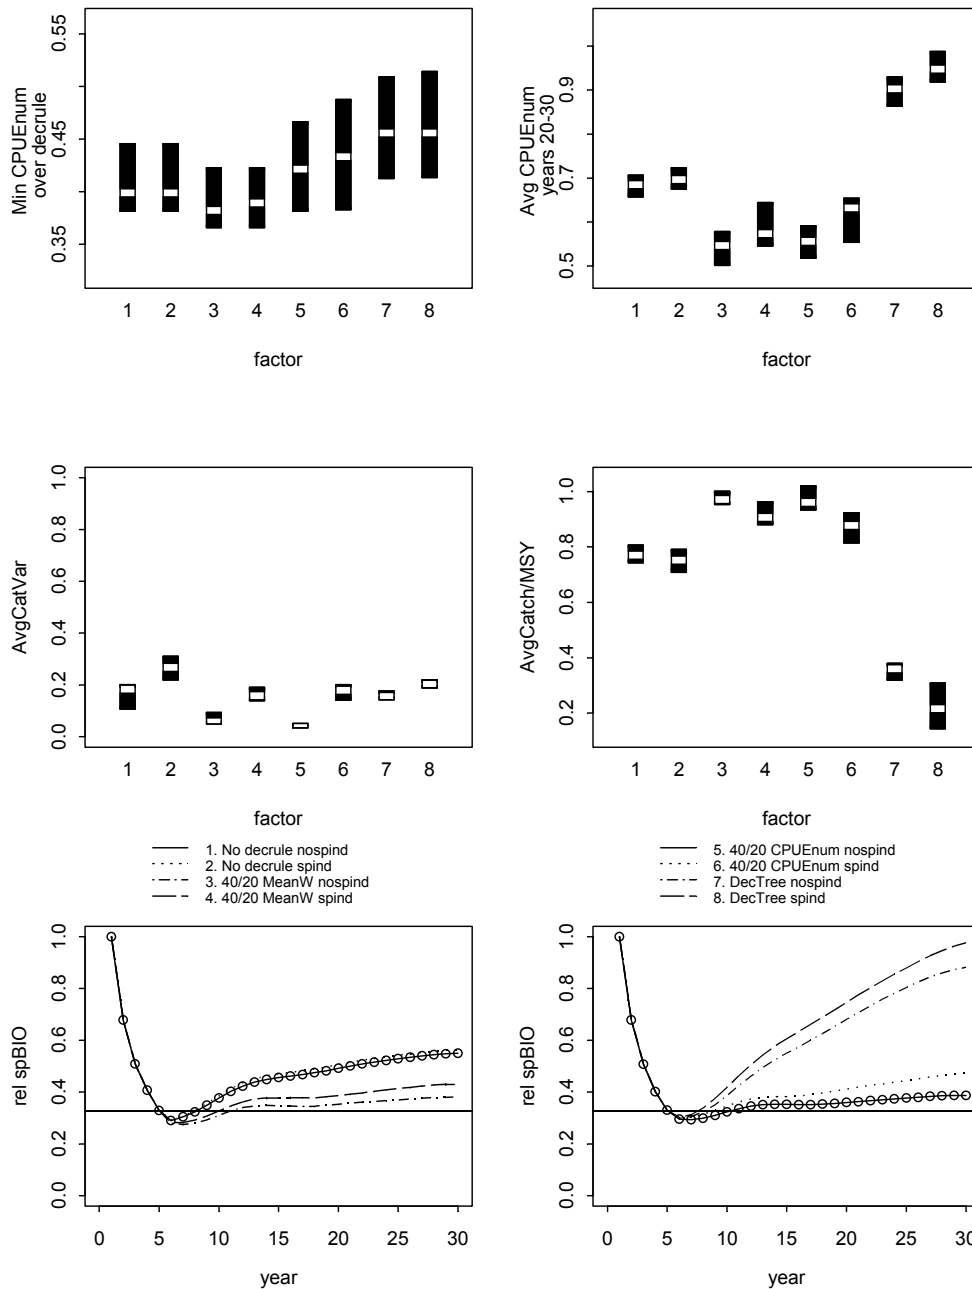 Min CPUEnum
over decrule
0.35 0.45 0.55
1 2 3 4 5 6 7 8
factor
Avg CPUEnum
years 20-30
0.5 0.7 0.9
1 2 3 4 5 6 7 8
factor
AvgCatVar
0.0 0.2 0.4 0.6 0.8 1.0
1 2 3 4 5 6 7 8
factor
AvgCatch/MSY
0.2 0.4 0.6 0.8 1.0
1 2 3 4 5 6 7 8
factor
1. No decrule nospind
2. No decrule spind
3. 40/20 MeanW nospind
4. 40/20 MeanW spind
5. 40/20 CPUEnum nospind
6. 40/20 CPUEnum spind
7. DecTree nospind
8. DecTree spind
rel spBIO
0.0 0.2 0.4 0.6 0.8 1.0
0 5 10 15 20 25 30
year
rel spBIO
0.0 0.2 0.4 0.6 0.8 1.0
0 5 10 15 20 25 30
year